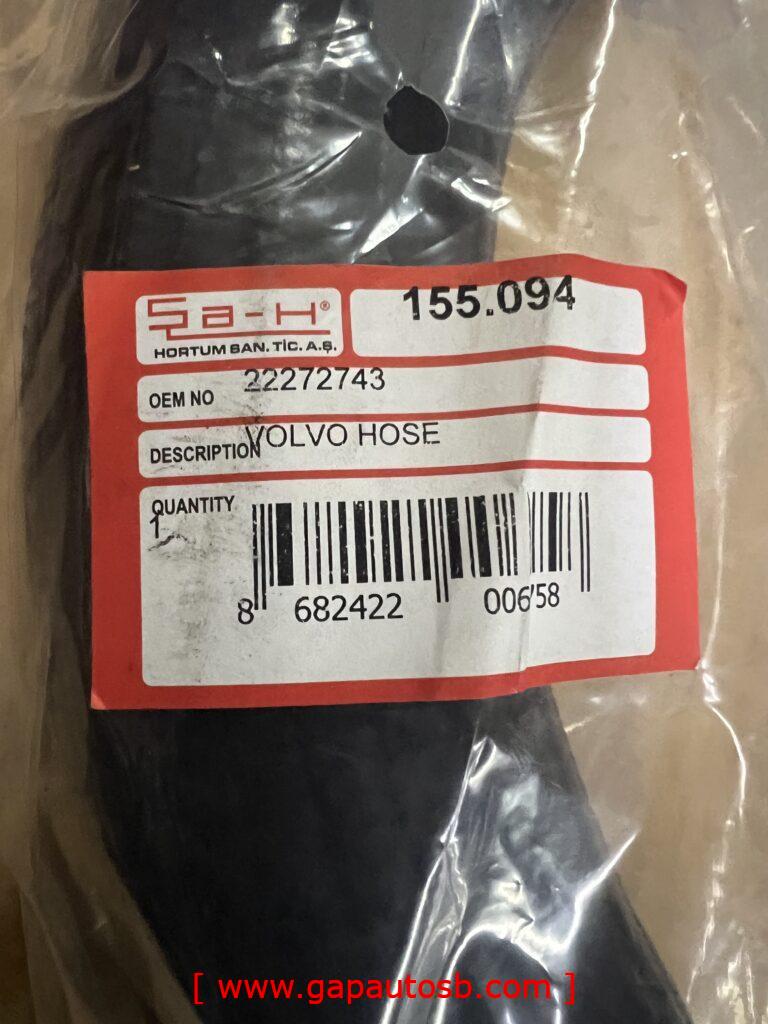 Sa-H®
HORTUM SAN. TİC. A.Ş.
155.094
OEM NO 22272743
DESCRIPTION VOLVO HOSE
QUANTITY
1
8 682422
[ www.gapautosb.com ]